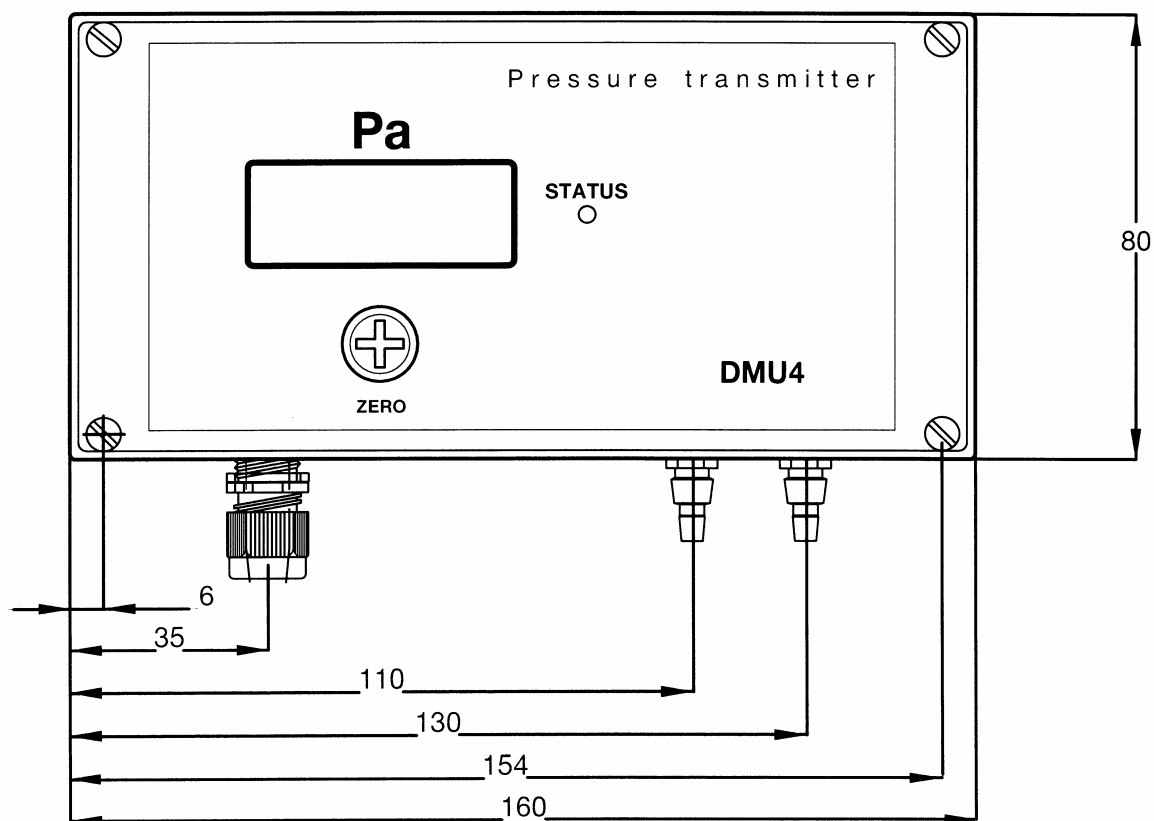 Pressure transmitter
Pa
STATUS
80
DMU4
ZERO
6
35
110
130
154
160